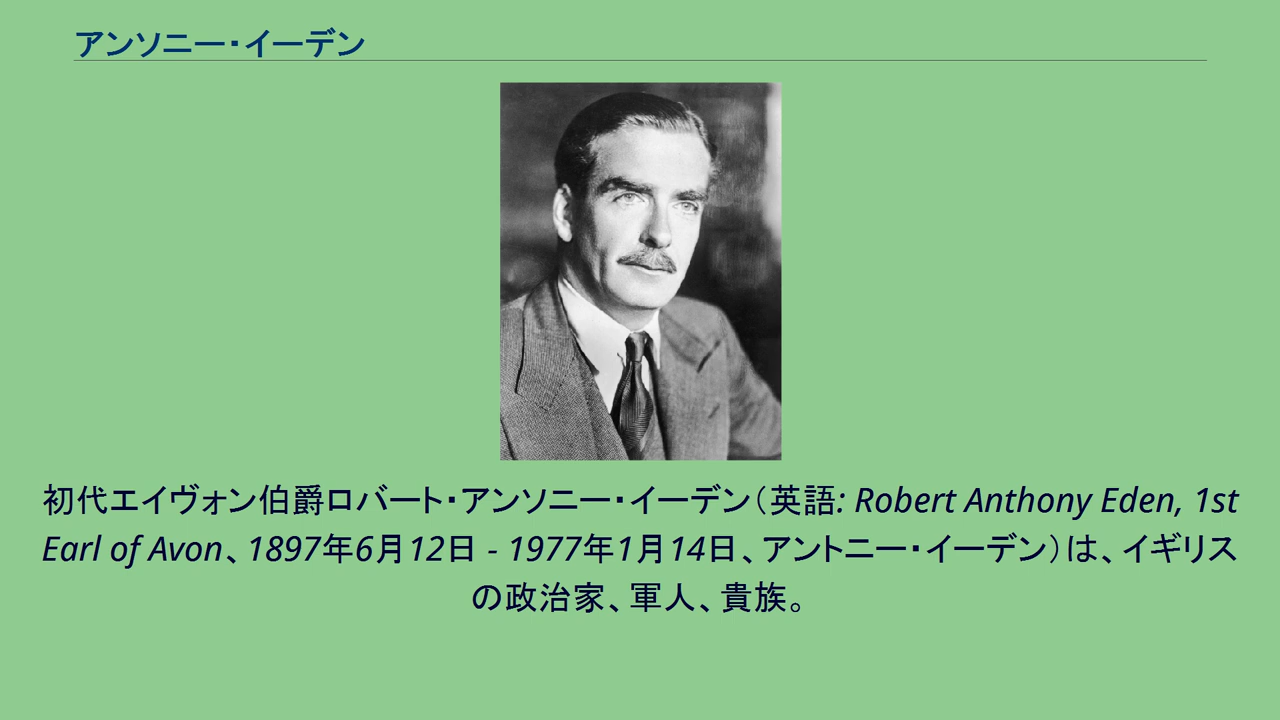 アンソニー・イーデン
初代エイヴォン伯爵ロバート・アンソニー・イーデン（英語: Robert Anthony Eden, 1st
Earl of Avon、1897年6月12日 - 1977年1月14日、アントニー・イーデン）は、イギリス
の政治家、軍人、貴族。